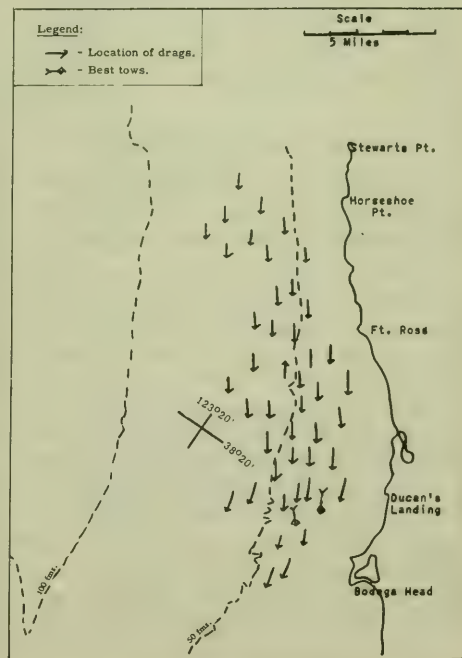 Legend:
- Location of drags.
- Best tows.
Scale
5 Miles
Stewarts Pt.
Horseshoe
Pt.
Ft. Ross
123°20'
38°20'
Ducan's
Landing
Bodega Head
100 fms.
50 fms.